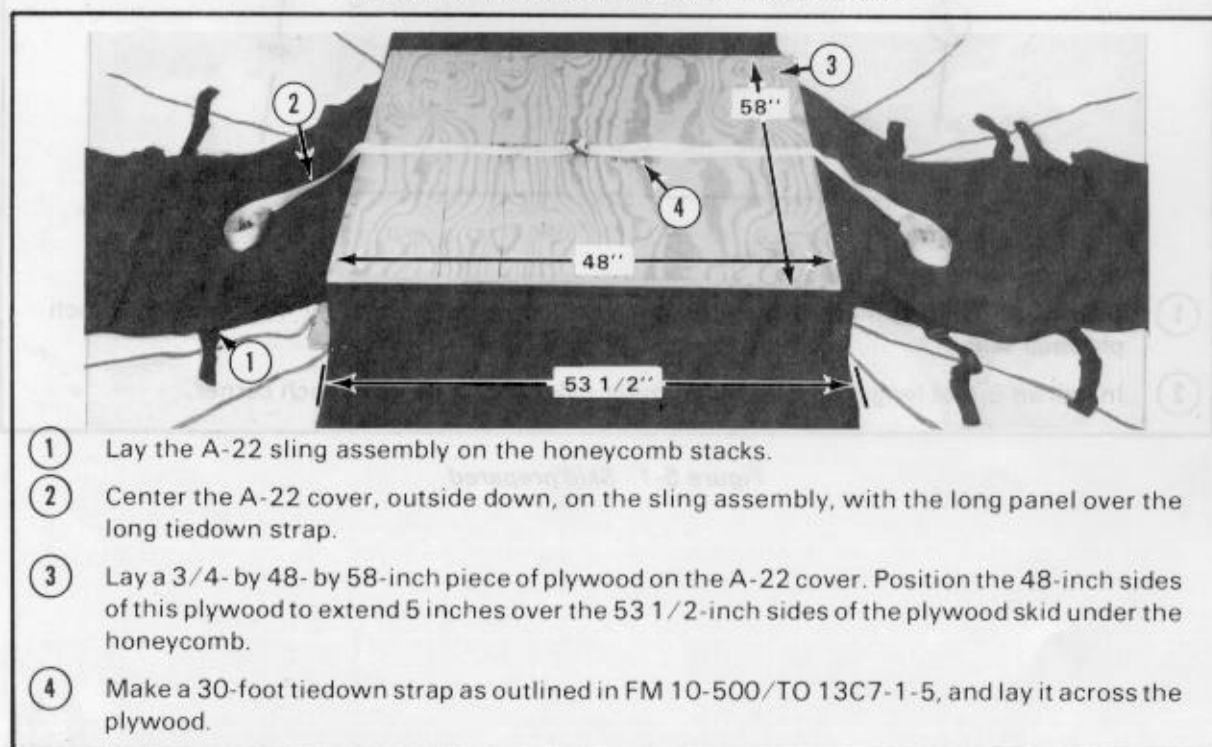 2
3
58''
4
48''
1
53 1/2''
1 Lay the A-22 sling assembly on the honeycomb stacks.
2 Center the A-22 cover, outside down, on the sling assembly, with the long panel over the
long tiedown strap.
3 Lay a 3/4- by 48- by 58-inch piece of plywood on the A-22 cover. Position the 48-inch sides
of this plywood to extend 5 inches over the 53 1/2-inch sides of the plywood skid under the
honeycomb.
4 Make a 30-foot tiedown strap as outlined in FM 10-500/TO 13C7-1-5, and lay it across the
plywood.